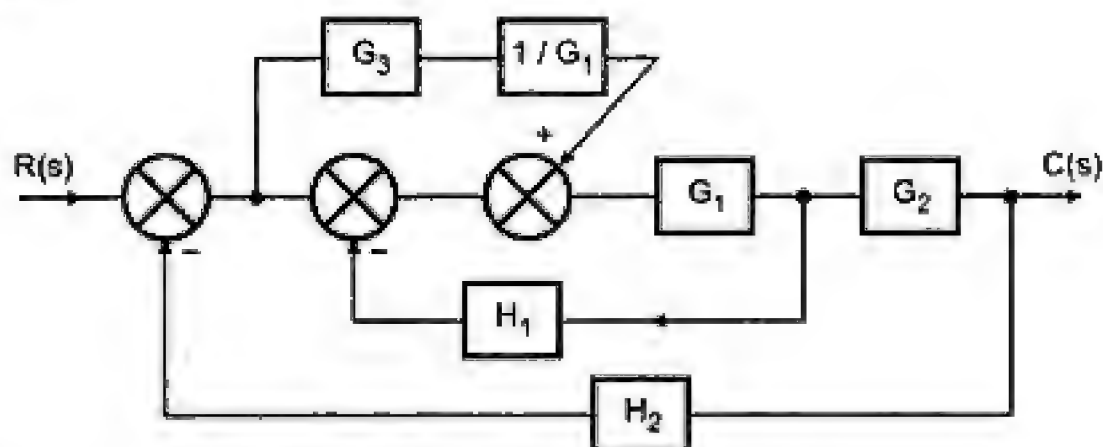 G₃
1 / G₁
+
R(s)
G₁
G₂
C(s)
−
−
H₁
H₂